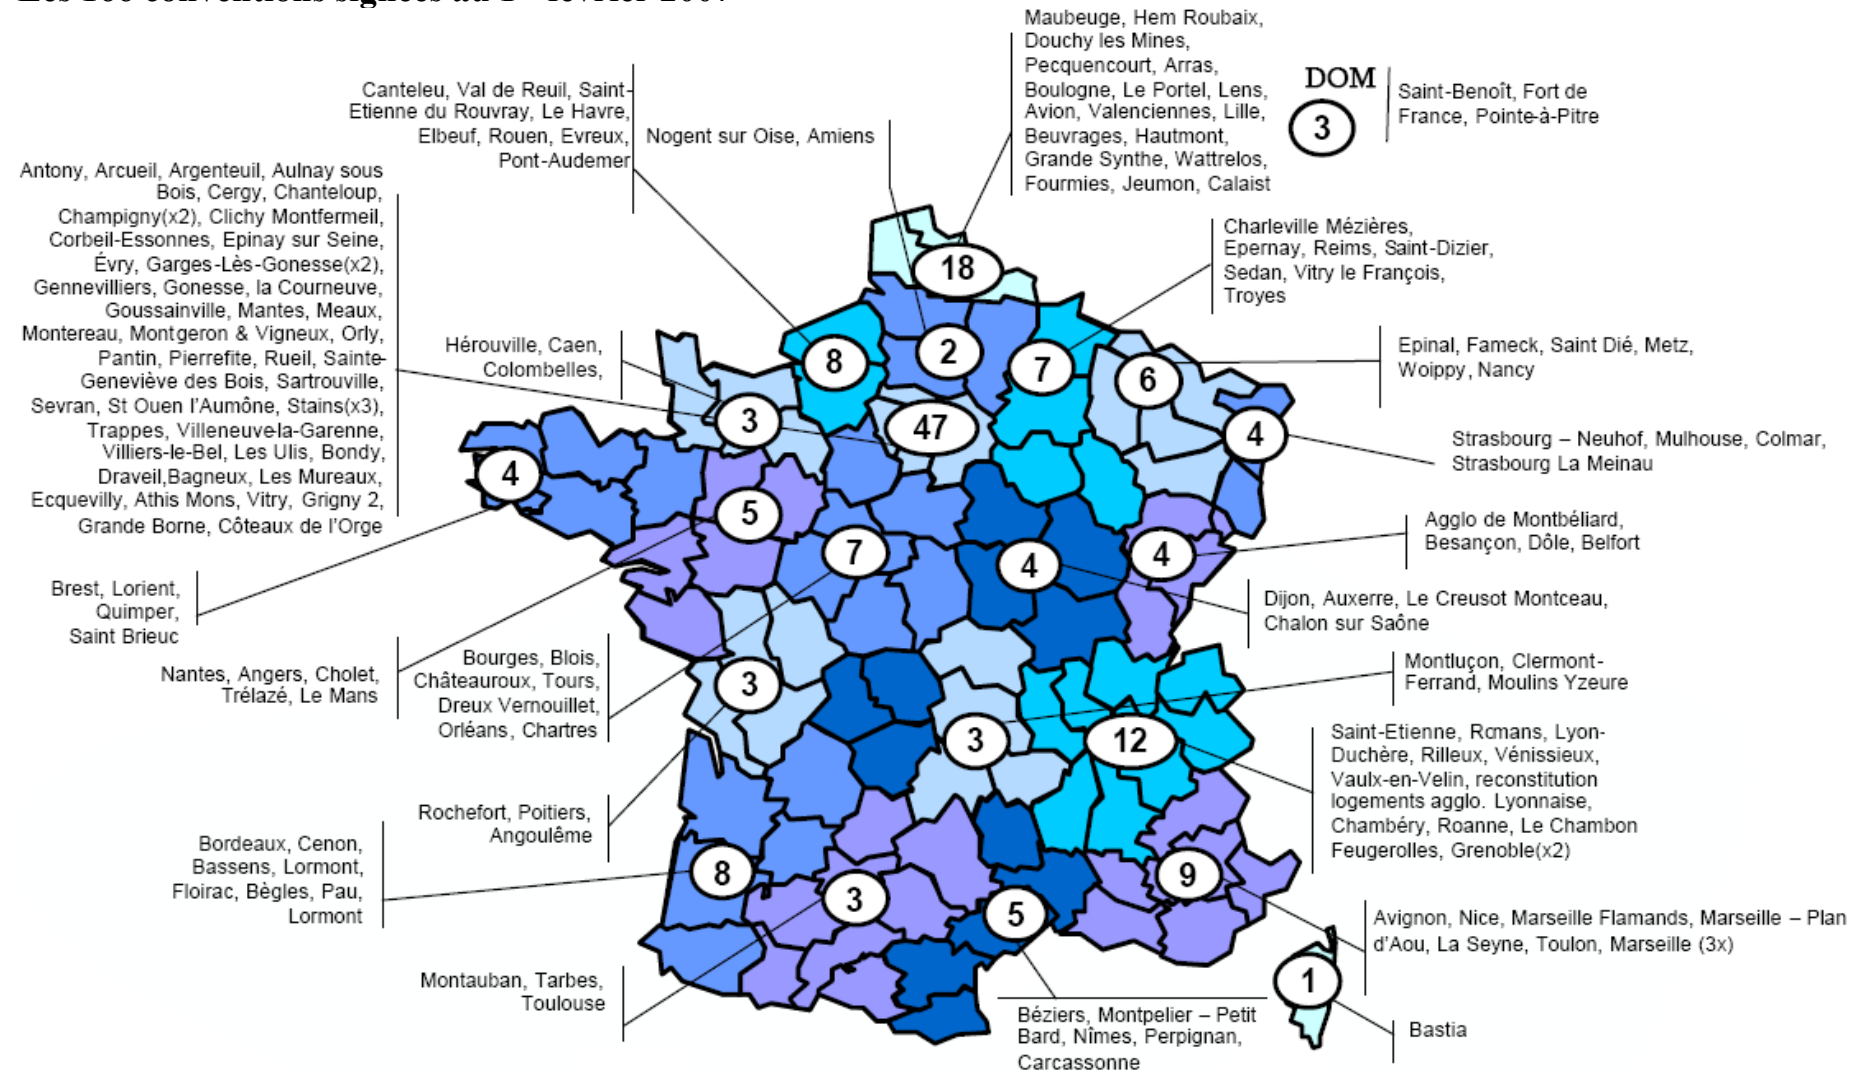 Maubeuge, Hem Roubaix,
Douchy les Mines,
Pecquencourt, Arras,
Boulogne, Le Portel, Lens,
Avion, Valenciennes, Lille,
Beuvrages, Hautmont,
Grande Synthe, Wattrelos,
Fourmies, Jeumon, Calaist
DOM
3
Saint-Benoît, Fort de
France, Pointe-à-Pitre
Canteleu, Val de Reuil, Saint-
Etienne du Rouvray, Le Havre,
Elbeuf, Rouen, Evreux,
Pont-Audemer
Nogent sur Oise, Amiens
Antony, Arcueil, Argenteuil, Aulnay sous
Bois, Cergy, Chanteloup,
Champigny(x2), Clichy Montfermeil,
Corbeil-Essonnes, Epinay sur Seine,
Évry, Garges-Lès-Gonesse(x2),
Gennevilliers, Gonesse, la Courneuve,
Goussainville, Mantes, Meaux,
Montereau, Montgeron & Vigneux, Orly,
Pantin, Pierrefite, Rueil, Sainte-
Geneviève des Bois, Sartrouville,
Sevran, St Ouen l'Aumône, Stains(x3),
Trappes, Villeneuve-la-Garenne,
Villiers-le-Bel, Les Ulis, Bondy,
Draveil,Bagneux, Les Mureaux,
Ecquevilly, Athis Mons, Vitry, Grigny 2,
Grande Borne, Côteaux de l'Orge
Charleville Mézières,
Epernay, Reims, Saint-Dizier,
Sedan, Vitry le François,
Troyes
Hérouville, Caen,
Colombelles,
Epinal, Fameck, Saint Dié, Metz,
Woippy, Nancy
Strasbourg – Neuhof, Mulhouse, Colmar,
Strasbourg La Meinau
Agglo de Montbéliard,
Besançon, Dôle, Belfort
Dijon, Auxerre, Le Creusot Montceau,
Chalon sur Saône
Brest, Lorient,
Quimper,
Saint Brieuc
Nantes, Angers, Cholet,
Trélazé, Le Mans
Bourges, Blois,
Châteauroux, Tours,
Dreux Vernouillet,
Orléans, Chartres
Montluçon, Clermont-
Ferrand, Moulins Yzeure
Saint-Etienne, Romans, Lyon-
Duchère, Rilleux, Vénissieux,
Vaulx-en-Velin, reconstitution
logements agglo. Lyonnaise,
Chambéry, Roanne, Le Chambon
Feugerolles, Grenoble(x2)
Rochefort, Poitiers,
Angoulême
Bordeaux, Cenon,
Bassens, Lormont,
Floirac, Bègles, Pau,
Lormont
Avignon, Nice, Marseille Flamands, Marseille – Plan
d'Aou, La Seyne, Toulon, Marseille (3x)
Montauban, Tarbes,
Toulouse
Béziers, Montpelier – Petit
Bard, Nîmes, Perpignan,
Carcassonne
Bastia
18
8
2
7
6
3
47
4
4
5
7
4
4
3
3
12
8
3
5
9
1